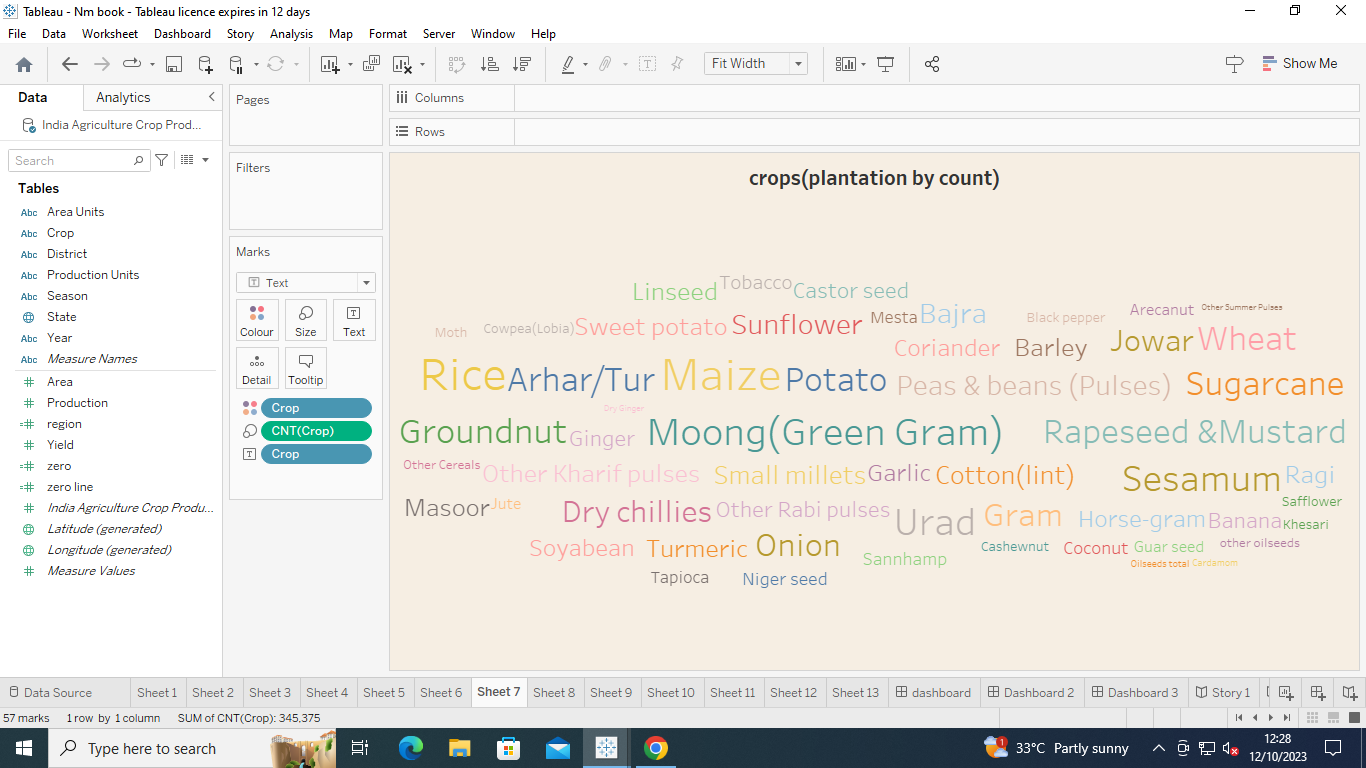 Tableau - Nm book - Tableau licence expires in 12 days
File Data Worksheet Dashboard Story Analysis Map Format Server Window Help
Fit Width
Show Me
Data Analytics
India Agriculture Crop Prod...
Search
Tables
Abc Area Units
Abc Crop
Abc District
Abc Production Units
Abc Season
State
Abc Year
Abc Measure Names
Area
Production
region
Yield
zero
zero line
India Agriculture Crop Produ...
Latitude (generated)
Longitude (generated)
Measure Values
Pages
Filters
Marks
Text
Colour Size Text
Detail Tooltip
Crop
CNT(Crop)
Crop
Columns
Rows
crops(plantation by count)
Linseed Tobacco Castor seed
Moth Cowpea(Lobia) Sweet potato Sunflower Mesta Bajra Black pepper Arecanut Other Summer Pulses
Coriander Barley Jowar Wheat
Rice Arhar/Tur Maize Potato Peas & beans (Pulses) Sugarcane
Dry Ginger
Groundnut Ginger Moong(Green Gram) Rapeseed &Mustard
Other Cereals Other Kharif pulses Small millets Garlic Cotton(lint) Sesamum Ragi
Masoor Jute Dry chillies Other Rabi pulses Urad Gram Horse-gram Banana Safflower
Khesari
Soyabean Turmeric Onion Sannhamp Cashewnut Coconut Guar seed other oilseeds
Oilseeds total Cardamom
Tapioca Niger seed
Data Source Sheet 1 Sheet 2 Sheet 3 Sheet 4 Sheet 5 Sheet 6 Sheet 7 Sheet 8 Sheet 9 Sheet 10 Sheet 11 Sheet 12 Sheet 13 dashboard Dashboard 2 Dashboard 3 Story 1
57 marks 1 row by 1 column SUM of CNT(Crop): 345,375
Type here to search
33°C Partly sunny
12:28
12/10/2023